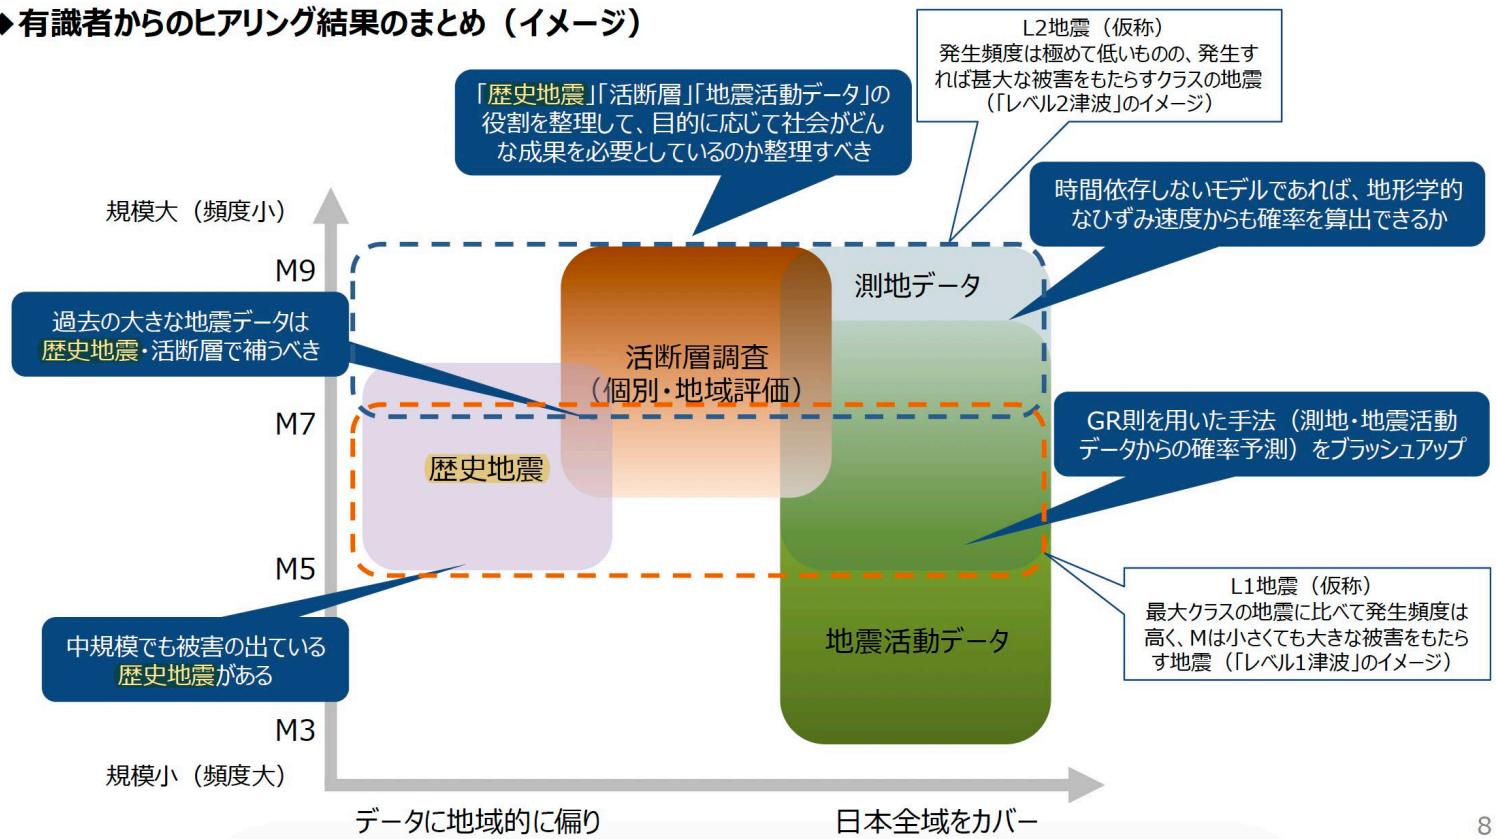 ◆有識者からのヒアリング結果のまとめ（イメージ）
L2地震（仮称）
発生頻度は極めて低いものの、発生す
れば甚大な被害をもたらすクラスの地震
（「レベル2津波」のイメージ）
「歴史地震」「活断層」「地震活動データ」の
役割を整理して、目的に応じて社会がどん
な成果を必要としているのか整理すべき
時間依存しないモデルであれば、地形学的
なひずみ速度からも確率を算出できるか
規模大（頻度小）
M9
測地データ
過去の大きな地震データは
歴史地震・活断層で補うべき
活断層調査
（個別・地域評価）
M7
GR則を用いた手法（測地・地震活動
データからの確率予測）をブラッシュアップ
歴史地震
M5
L1地震（仮称）
最大クラスの地震に比べて発生頻度は
高く、Mは小さくても大きな被害をもたら
す地震（「レベル1津波」のイメージ）
地震活動データ
中規模でも被害の出ている
歴史地震がある
M3
規模小（頻度大）
データに地域的に偏り
日本全域をカバー
8